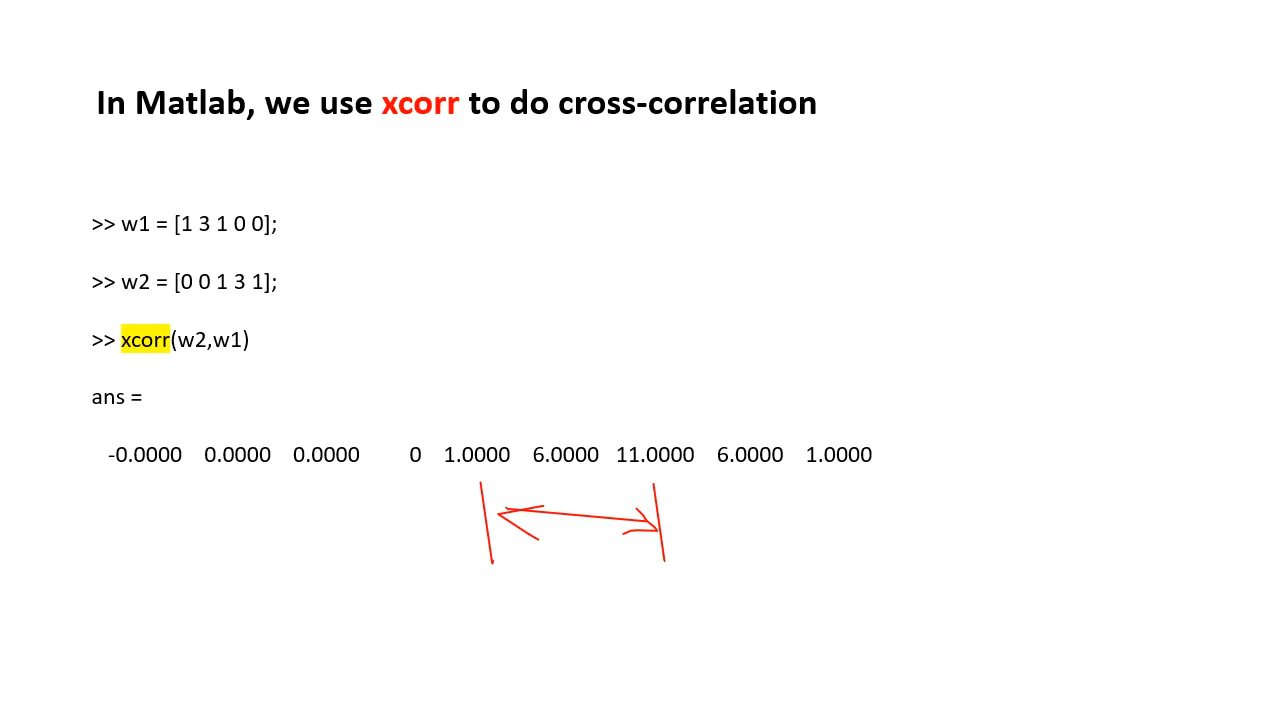 In Matlab, we use xcorr to do cross-correlation
>> w1 = [1 3 1 0 0];
>> w2 = [0 0 1 3 1];
>> xcorr(w2,w1)
ans =
-0.0000 0.0000 0.0000 0 1.0000 6.0000 11.0000 6.0000 1.0000